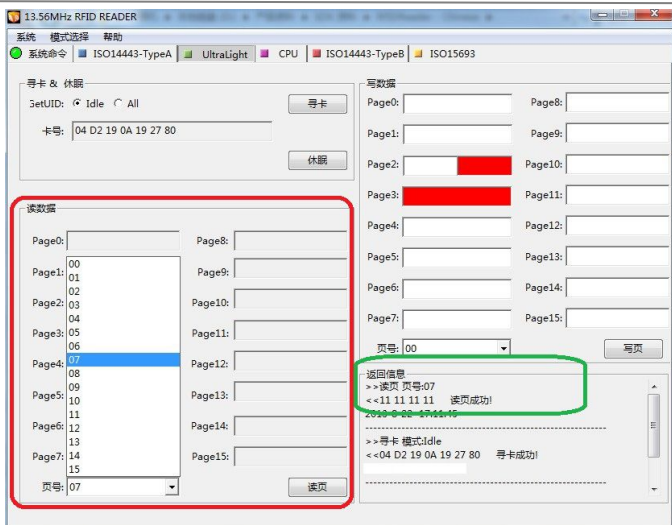 13.56MHz RFID READER
系统 模式选择 帮助
系统命令 ISO14443-TypeA UltraLight CPU ISO14443-TypeB ISO15693
寻卡 & 休眠
GetUID: Idle All 寻卡
卡号: 04 D2 19 0A 19 27 80
休眠
读数据
Page0: Page8:
Page1: Page9:
Page2: Page10:
Page3: Page11:
Page4: Page12:
Page5: Page13:
Page6: Page14:
Page7: Page15:
00
01
02
03
04
05
06
07
08
09
10
11
12
13
14
15
页号: 07 读页
写数据
Page0: Page8:
Page1: Page9:
Page2: Page10:
Page3: Page11:
Page4: Page12:
Page5: Page13:
Page6: Page14:
Page7: Page15:
页号: 00 写页
返回信息
>>读页 页号:07
<<11 11 11 11 读页成功!
>>寻卡 模式:Idle
<<04 D2 19 0A 19 27 80 寻卡成功!